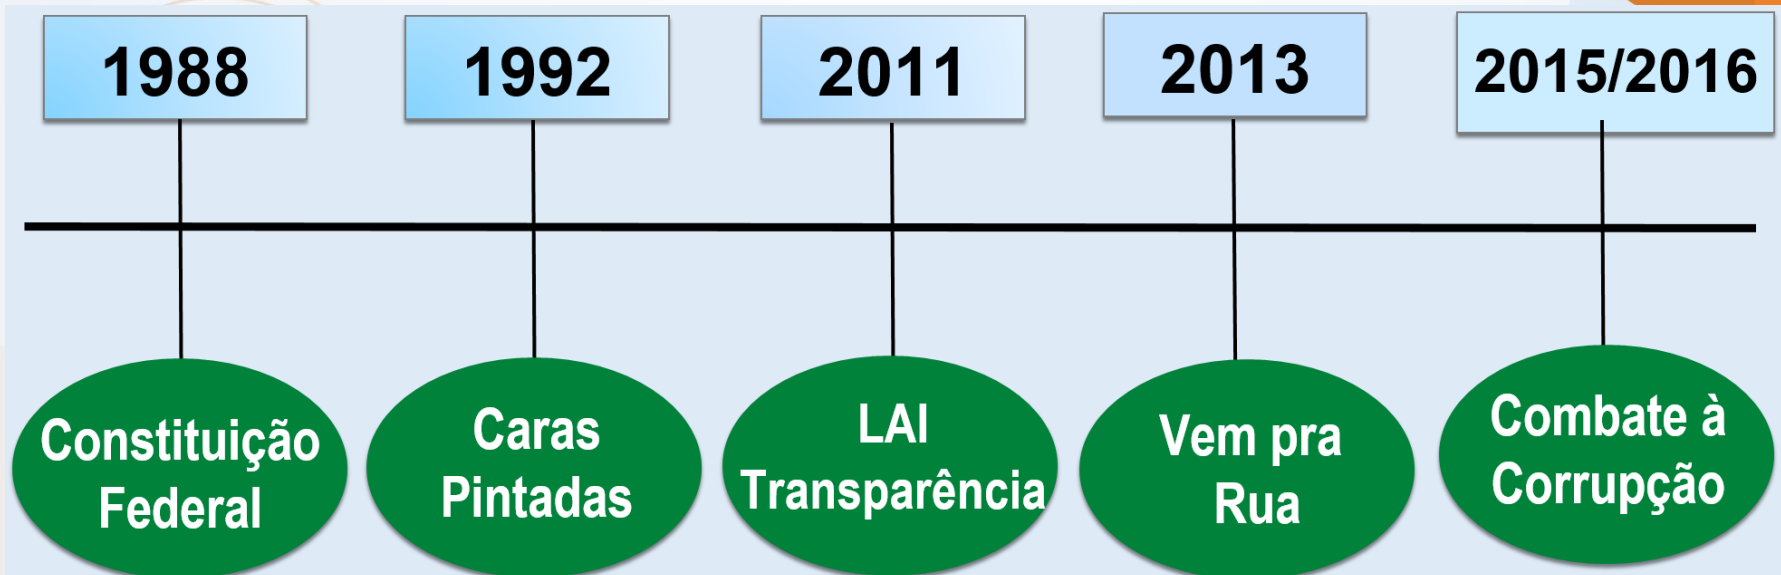 1988
1992
2011
2013
2015/2016
Constituição
Federal
Caras
Pintadas
LAI
Transparência
Vem pra
Rua
Combate à
Corrupção